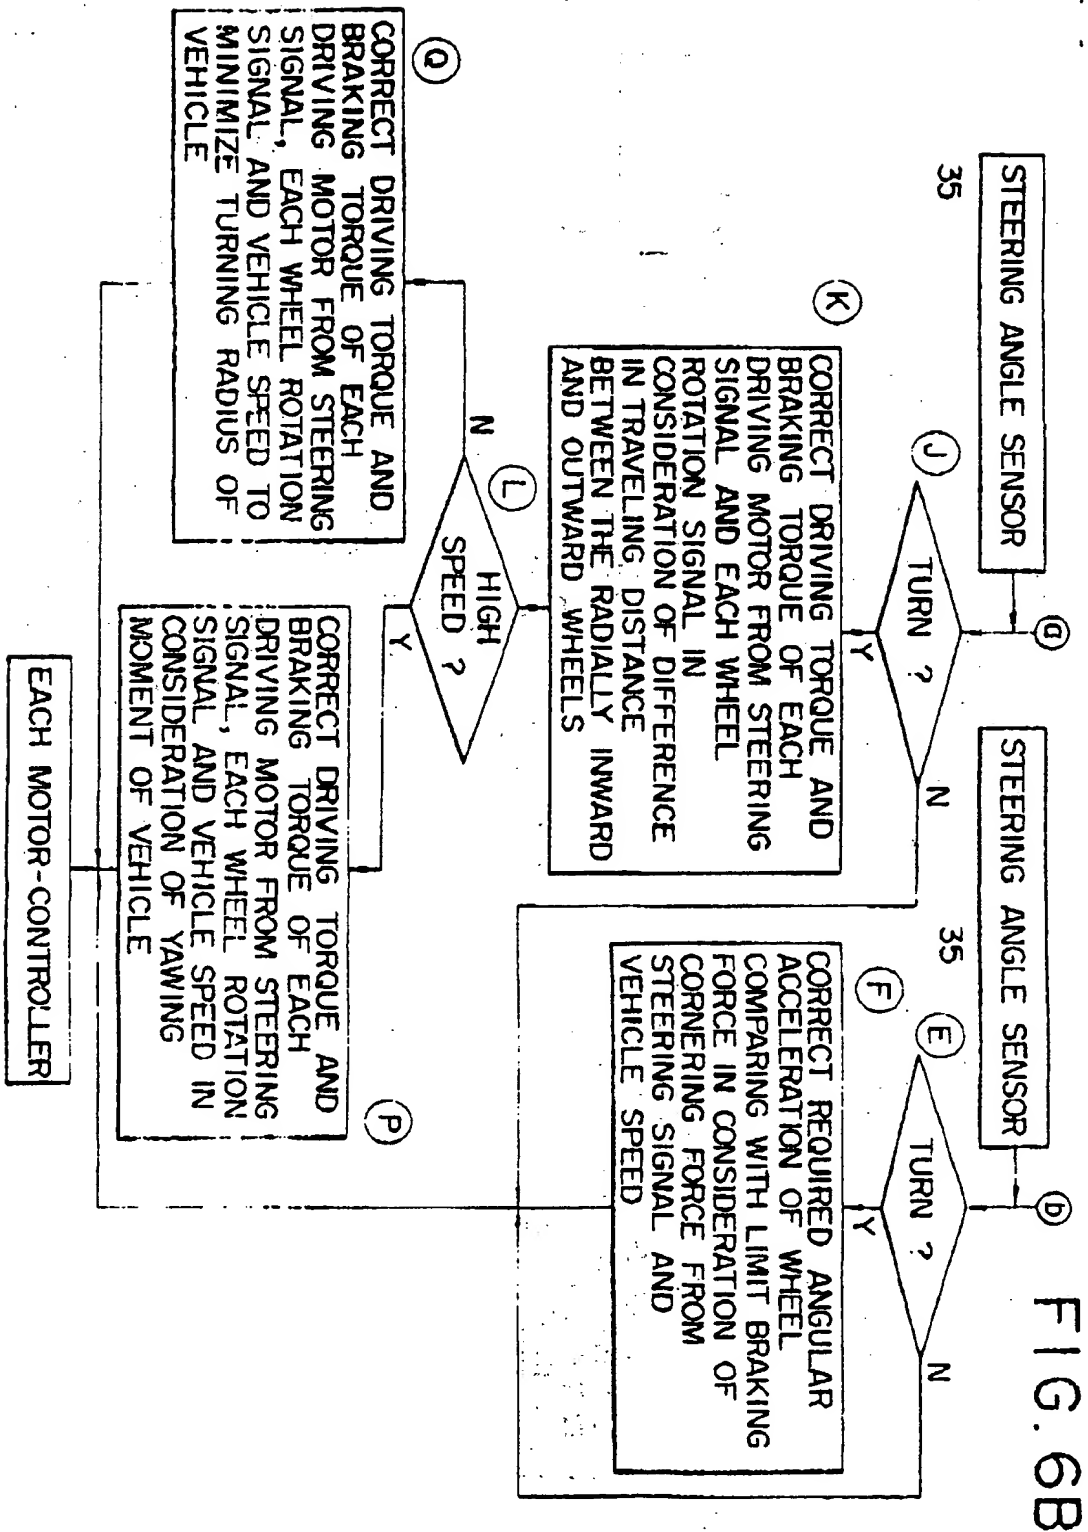 FIG. 6B
a
STEERING ANGLE SENSOR
35
J
TURN ?
Y
N
K
CORRECT DRIVING TORQUE AND
BRAKING TORQUE OF EACH
DRIVING MOTOR FROM STEERING
SIGNAL AND EACH WHEEL
ROTATION SIGNAL IN
CONSIDERATION OF DIFFERENCE
IN TRAVELING DISTANCE
BETWEEN THE RADIALLY INWARD
AND OUTWARD WHEELS
L
HIGH
SPEED ?
N
Y
Q
CORRECT DRIVING TORQUE AND
BRAKING TORQUE OF EACH
DRIVING MOTOR FROM STEERING
SIGNAL, EACH WHEEL ROTATION
SIGNAL AND VEHICLE SPEED TO
MINIMIZE TURNING RADIUS OF
VEHICLE
P
CORRECT DRIVING TORQUE AND
BRAKING TORQUE OF EACH
DRIVING MOTOR FROM STEERING
SIGNAL, EACH WHEEL ROTATION
SIGNAL AND VEHICLE SPEED IN
CONSIDERATION OF YAWING
MOMENT OF VEHICLE
b
STEERING ANGLE SENSOR
35
E
TURN ?
Y
N
F
CORRECT REQUIRED ANGULAR
ACCELERATION OF WHEEL
COMPARING WITH LIMIT BRAKING
FORCE IN CONSIDERATION OF
CORNERING FORCE FROM
STEERING SIGNAL AND
VEHICLE SPEED
EACH MOTOR-CONTROLLER